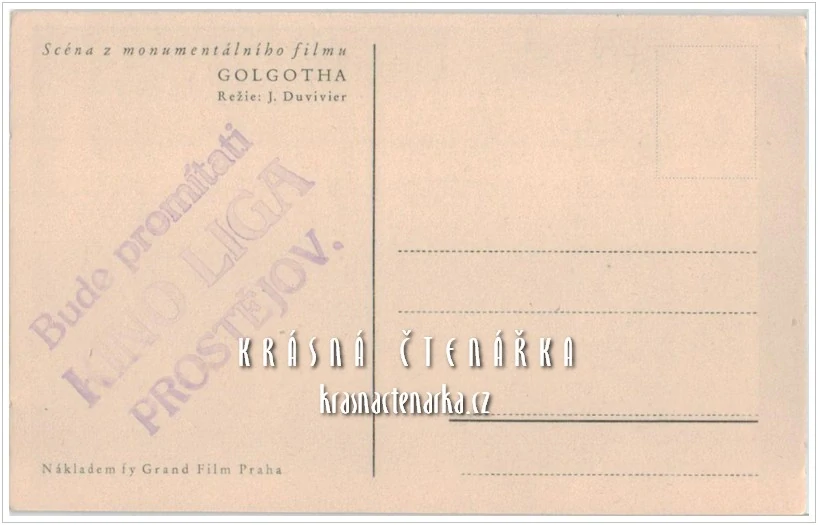 Scéna z monumentálního filmu
GOLGOTHA
Režie: J. Duvivier
Bude promítati
KINO LIGA
PROSTĚJOV.
KRÁSNÁ ČTENÁŘKA
krasnactenarka.cz
Nákladem fy Grand Film Praha